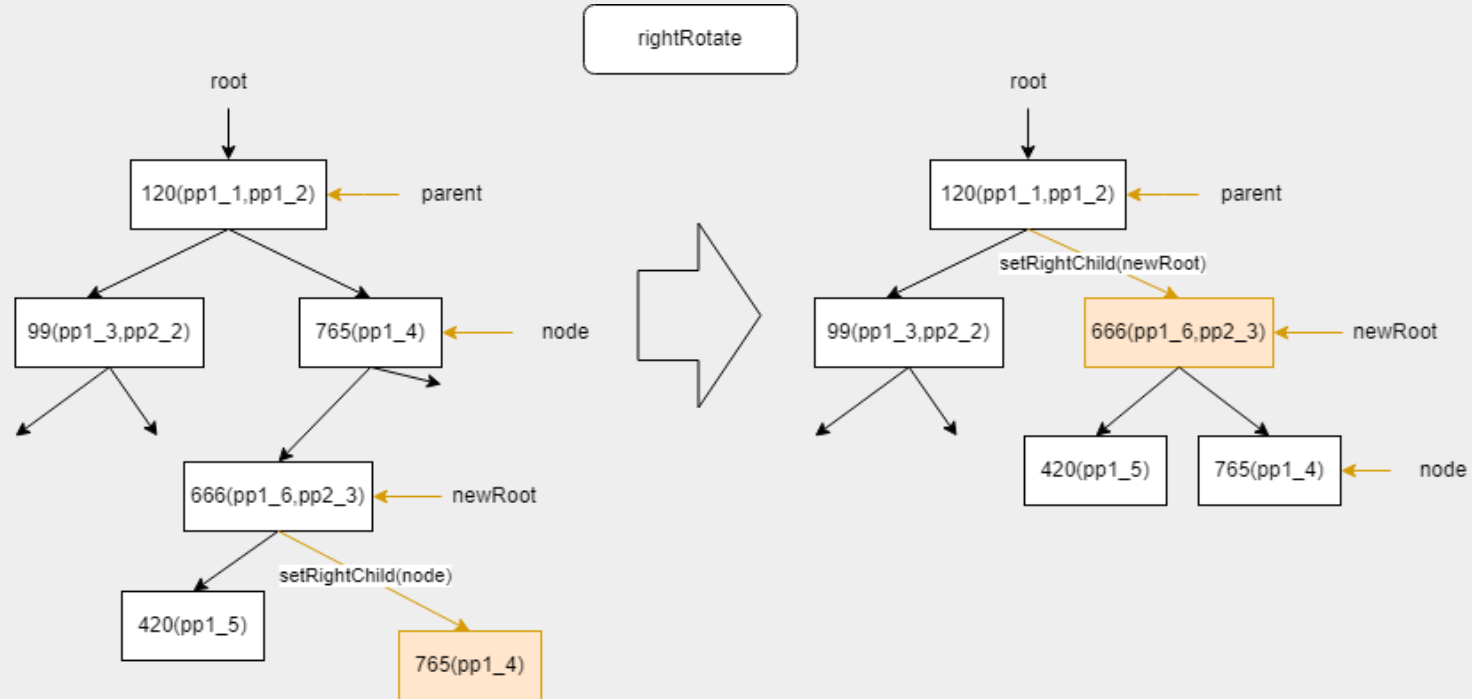 rightRotate
root
120(pp1_1,pp1_2)
parent
99(pp1_3,pp2_2)
765(pp1_4)
node
666(pp1_6,pp2_3)
newRoot
setRightChild(node)
420(pp1_5)
765(pp1_4)
root
120(pp1_1,pp1_2)
parent
setRightChild(newRoot)
99(pp1_3,pp2_2)
666(pp1_6,pp2_3)
newRoot
420(pp1_5)
765(pp1_4)
node